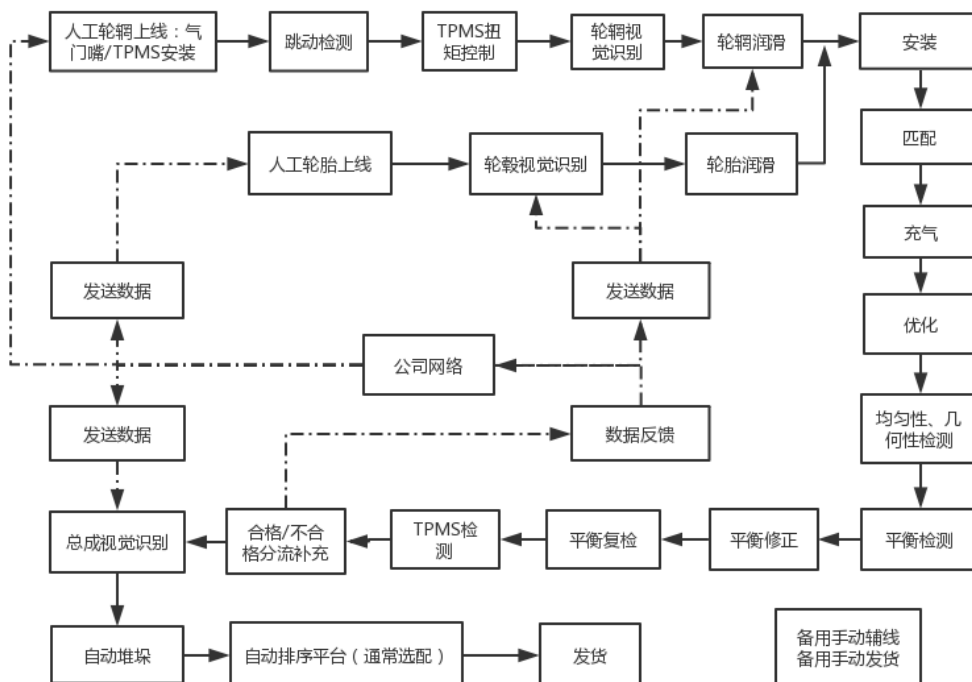 人工轮辋上线：气
门嘴/TPMS安装
跳动检测
TPMS扭
矩控制
轮辋视
觉识别
轮辋润滑
安装
人工轮胎上线
轮毂视觉识别
轮胎润滑
匹配
充气
发送数据
发送数据
优化
公司网络
发送数据
数据反馈
均匀性、几
何性检测
总成视觉识别
合格/不合
格分流补充
TPMS检
测
平衡复检
平衡修正
平衡检测
自动堆垛
自动排序平台（通常选配）
发货
备用手动辅线
备用手动发货